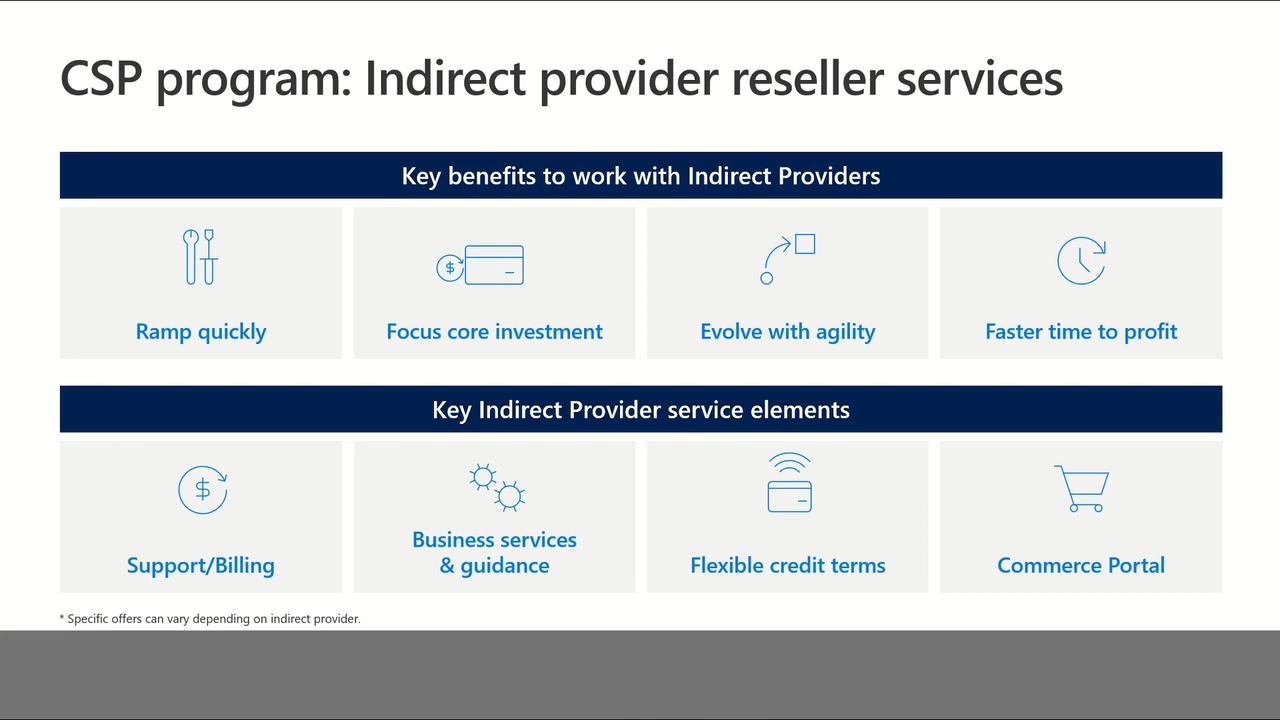 CSP program: Indirect provider reseller services
Key benefits to work with Indirect Providers
Ramp quickly
$
Focus core investment
Evolve with agility
Faster time to profit
Key Indirect Provider service elements
$
Support/Billing
Business services
& guidance
Flexible credit terms
Commerce Portal
* Specific offers can vary depending on indirect provider.